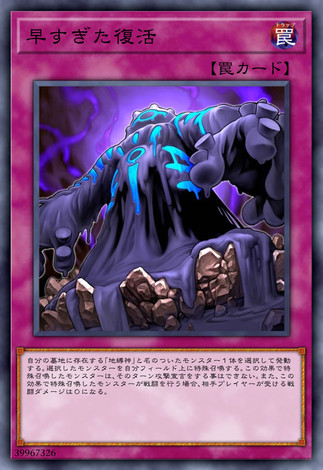 早すぎた復活
トラップ
罠
【罠カード】
自分の墓地に存在する「地縛神」と名のついたモンスター１体を選択して発動
する。選択したモンスターを自分フィールド上に特殊召喚する。この効果で特
殊召喚したモンスターは、そのターン攻撃宣言をする事はできない。また、この
効果で特殊召喚したモンスターが戦闘を行う場合、相手プレイヤーが受ける戦
闘ダメージは０になる。
39967326